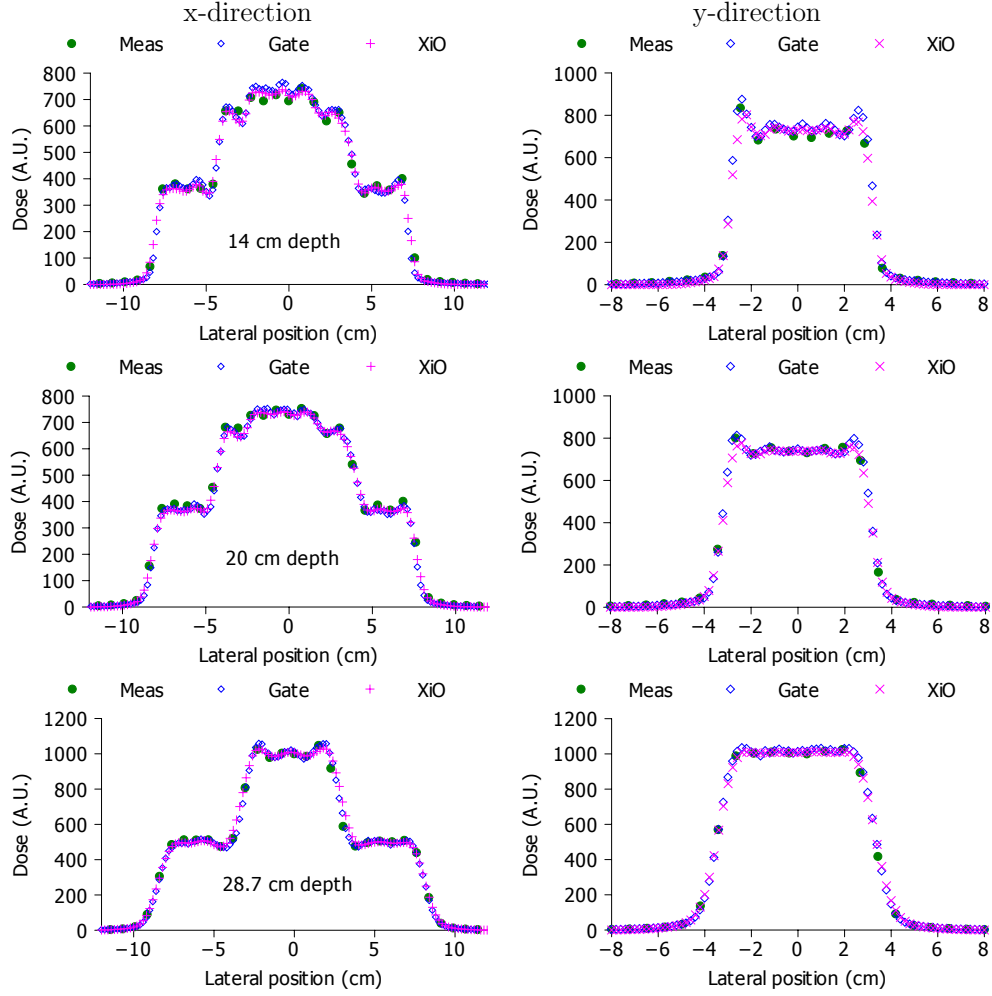 x-direction
y-direction
Meas Gate XiO
Meas Gate XiO
Dose (A.U.)
800
700
600
500
400
300
200
100
0
14 cm depth
−10 −5 0 5 10
Lateral position (cm)
Dose (A.U.)
1000
800
600
400
200
0
−8 −6 −4 −2 0 2 4 6 8
Lateral position (cm)
Meas Gate XiO
Meas Gate XiO
Dose (A.U.)
800
700
600
500
400
300
200
100
0
20 cm depth
−10 −5 0 5 10
Lateral position (cm)
Dose (A.U.)
1000
800
600
400
200
0
−8 −6 −4 −2 0 2 4 6 8
Lateral position (cm)
Meas Gate XiO
Meas Gate XiO
Dose (A.U.)
1200
1000
800
600
400
200
0
28.7 cm depth
−10 −5 0 5 10
Lateral position (cm)
Dose (A.U.)
1200
1000
800
600
400
200
0
−8 −6 −4 −2 0 2 4 6 8
Lateral position (cm)